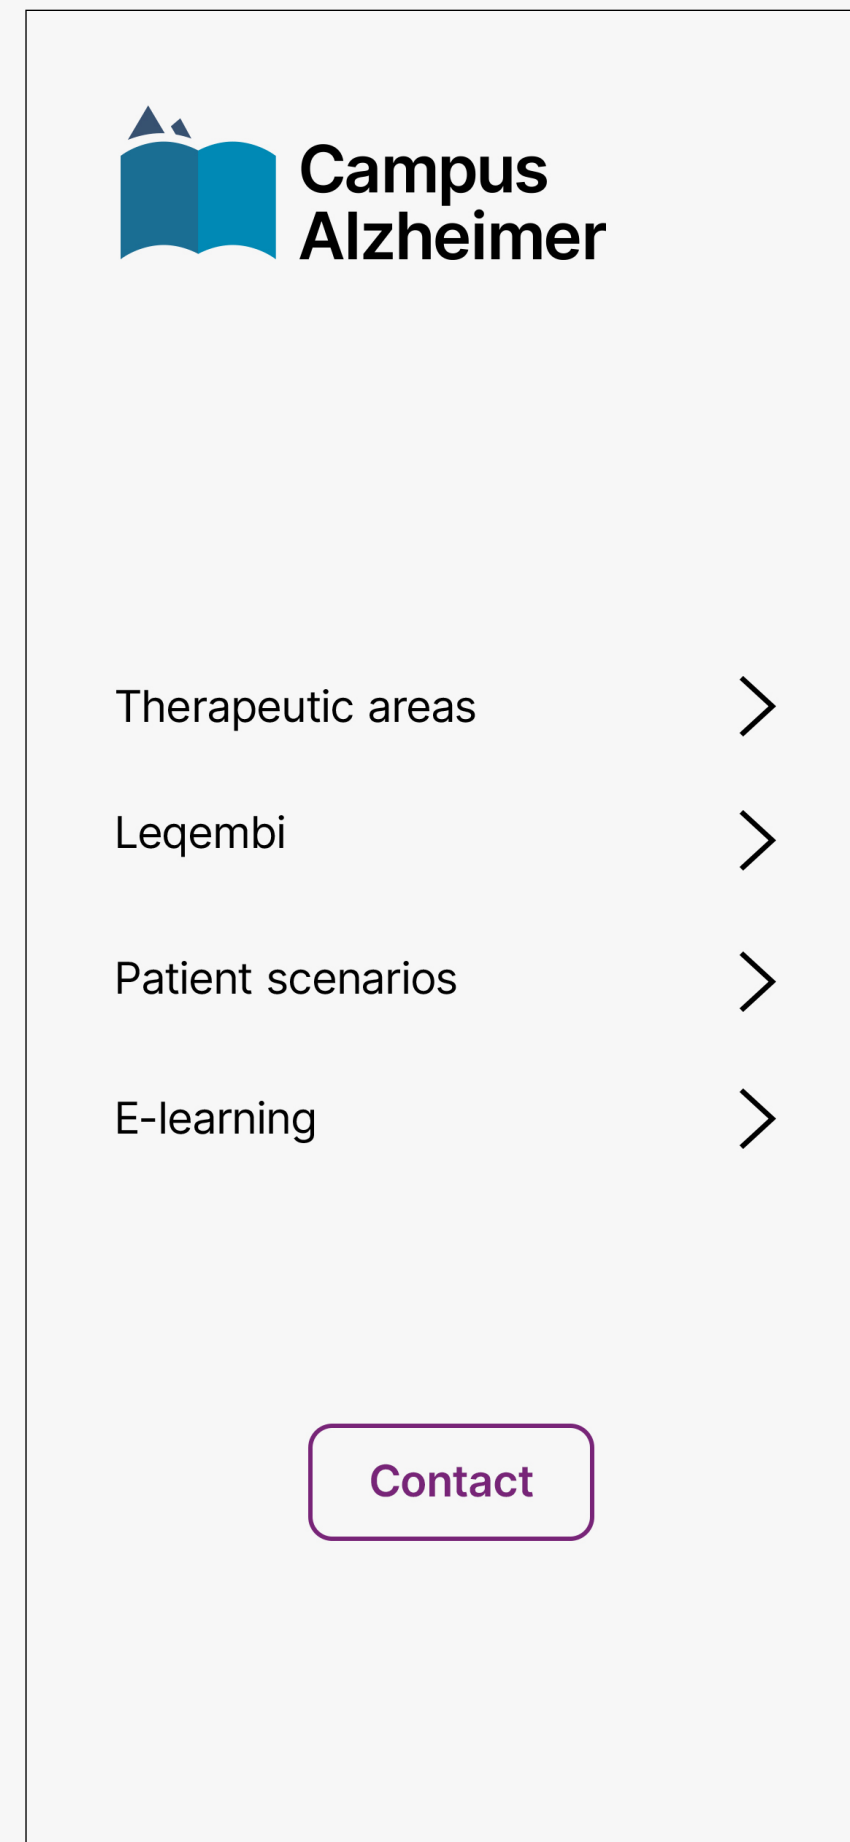 Campus
Alzheimer
Therapeutic areas
Leqembi
Patient scenarios
E-learning
Contact